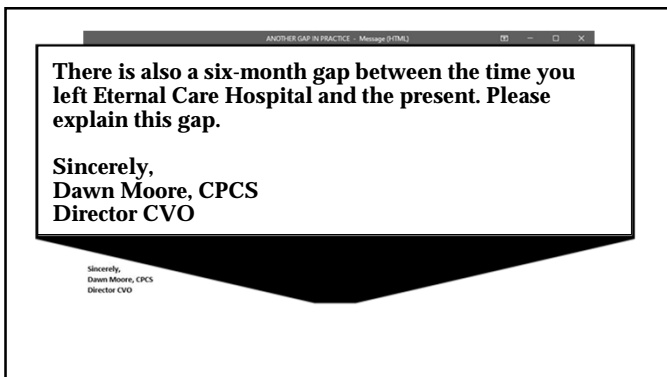 ANOTHER GAP IN PRACTICE - Message (HTML)
There is also a six-month gap between the time you
left Eternal Care Hospital and the present. Please
explain this gap.
Sincerely,
Dawn Moore, CPCS
Director CVO
Sincerely,
Dawn Moore, CPCS
Director CVO